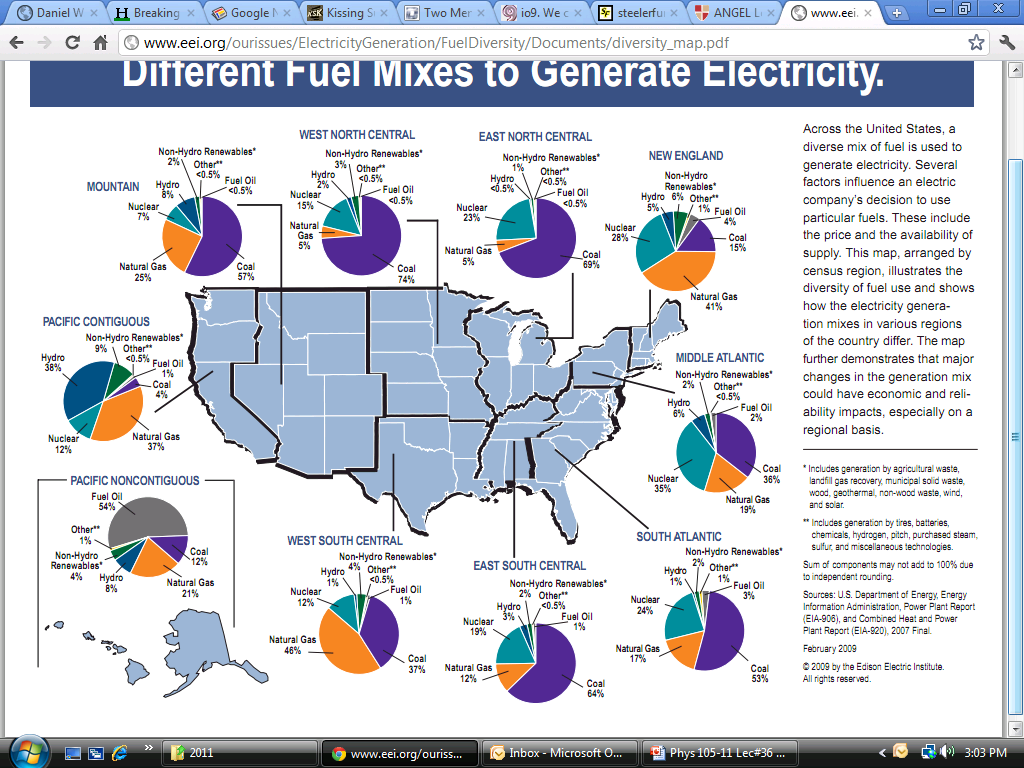 Daniel W
Breaking
Google N
Kissing S
Two Mer
io9. We c
steelerfu
ANGEL L
www.eei.
www.eei.org/ourissues/ElectricityGeneration/FuelDiversity/Documents/diversity_map.pdf
Different Fuel Mixes to Generate Electricity.
MOUNTAIN
Non-Hydro Renewables*
2%
Other**
<0.5%
Fuel Oil
<0.5%
Hydro
8%
Nuclear
7%
Natural Gas
25%
Coal
57%
WEST NORTH CENTRAL
Non-Hydro Renewables*
3%
Other**
<0.5%
Fuel Oil
<0.5%
Hydro
2%
Nuclear
15%
Natural
Gas
5%
Coal
74%
EAST NORTH CENTRAL
Non-Hydro Renewables*
1%
Other**
<0.5%
Fuel Oil
<0.5%
Hydro
<0.5%
Nuclear
23%
Natural Gas
5%
Coal
69%
NEW ENGLAND
Non-Hydro
Renewables*
6%
Other**
1%
Fuel Oil
4%
Hydro
5%
Coal
15%
Nuclear
28%
Natural Gas
41%
Across the United States, a
diverse mix of fuel is used to
generate electricity. Several
factors influence an electric
company's decision to use
particular fuels. These include
the price and the availability of
supply. This map, arranged by
census region, illustrates the
diversity of fuel use and shows
how the electricity genera-
tion mixes in various regions
of the country differ. The map
further demonstrates that major
changes in the generation mix
could have economic and reli-
ability impacts, especially on a
regional basis.
PACIFIC CONTIGUOUS
Non-Hydro Renewables*
9%
Other**
<0.5%
Fuel Oil
1%
Coal
4%
Hydro
38%
Nuclear
12%
Natural Gas
37%
MIDDLE ATLANTIC
Non-Hydro Renewables*
2%
Other**
<0.5%
Fuel Oil
2%
Hydro
6%
Nuclear
35%
Coal
36%
Natural Gas
19%
PACIFIC NONCONTIGUOUS
Fuel Oil
54%
Other**
1%
Non-Hydro
Renewables*
4%
Hydro
8%
Coal
12%
Natural Gas
21%
WEST SOUTH CENTRAL
Non-Hydro Renewables*
4%
Other**
<0.5%
Fuel Oil
1%
Hydro
1%
Nuclear
12%
Natural Gas
46%
Coal
37%
EAST SOUTH CENTRAL
Non-Hydro Renewables*
2%
Other**
<0.5%
Fuel Oil
1%
Hydro
3%
Nuclear
19%
Natural Gas
12%
Coal
64%
SOUTH ATLANTIC
Non-Hydro Renewables*
2%
Other**
1%
Fuel Oil
3%
Hydro
1%
Nuclear
24%
Natural Gas
17%
Coal
53%
* Includes generation by agricultural waste,
landfill gas recovery, municipal solid waste,
wood, geothermal, non-wood waste, wind,
and solar.
** Includes generation by tires, batteries,
chemicals, hydrogen, pitch, purchased steam,
sulfur, and miscellaneous technologies.
Sum of components may not add to 100% due
to independent rounding.
Sources: U.S. Department of Energy, Energy
Information Administration, Power Plant Report
(EIA-906), and Combined Heat and Power
Plant Report (EIA-920), 2007 Final.
February 2009
© 2009 by the Edison Electric Institute.
All rights reserved.
2011
www.eei.org/ouriss...
Inbox - Microsoft O...
Phys 105-11 Lec#36 ...
3:03 PM